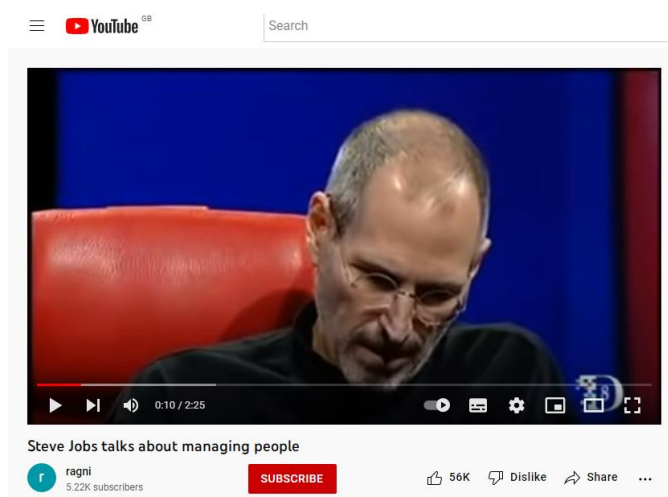 YouTube GB
Search
0:10 / 2:25
Steve Jobs talks about managing people
r
ragni
5.22K subscribers
SUBSCRIBE
56K
Dislike
Share